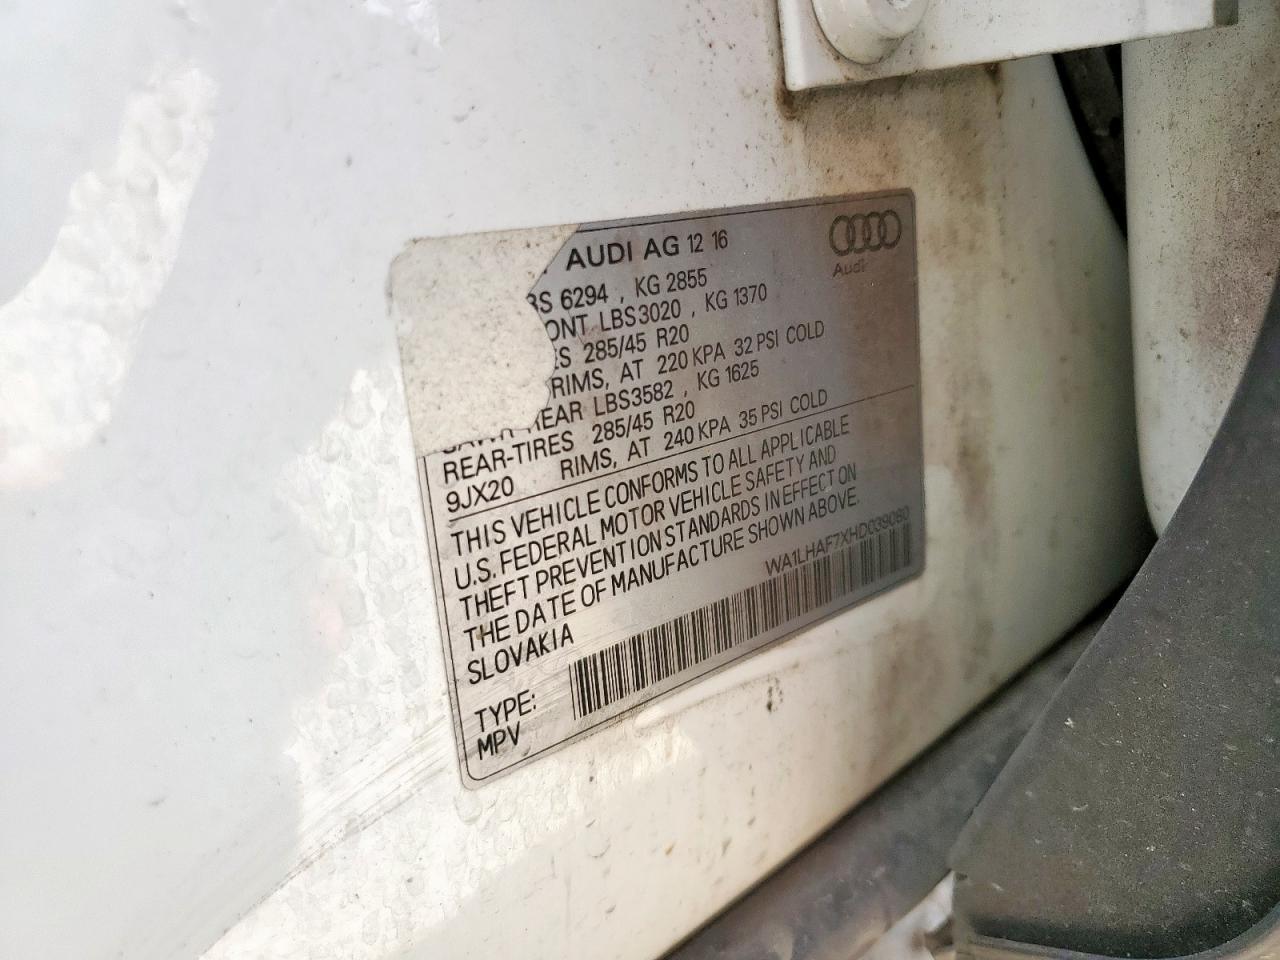 AUDI AG 12 16
Audi
BS 6294 , KG 2855
ONT LBS3020 , KG 1370
ES 285/45 R20
RIMS, AT 220 KPA 32 PSI COLD
REAR LBS3582 , KG 1625
REAR-TIRES 285/45 R20
9JX20 RIMS, AT 240 KPA 35 PSI COLD
THIS VEHICLE CONFORMS TO ALL APPLICABLE
U.S. FEDERAL MOTOR VEHICLE SAFETY AND
THEFT PREVENTION STANDARDS IN EFFECT ON
THE DATE OF MANUFACTURE SHOWN ABOVE.
SLOVAKIA
WA1LHAF7XHD039080
TYPE:
MPV